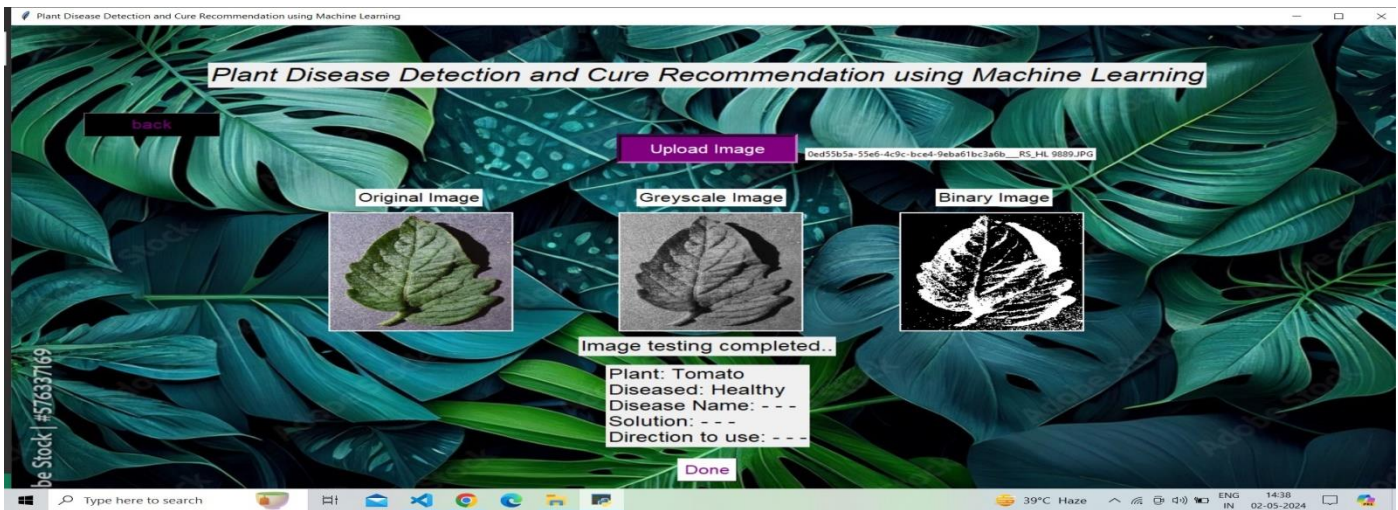 Plant Disease Detection and Cure Recommendation using Machine Learning
Plant Disease Detection and Cure Recommendation using Machine Learning
back
Upload Image
0ed55b5a-55e6-4c9c-bce4-9eba61bc3a6b___RS_HL 9889.JPG
Original Image
Greyscale Image
Binary Image
Image testing completed..
Plant: Tomato
Diseased: Healthy
Disease Name: - - -
Solution: - - -
Direction to use: - - -
Done
be Stock | #576337169
Type here to search
39°C Haze
ENG
IN
14:38
02-05-2024